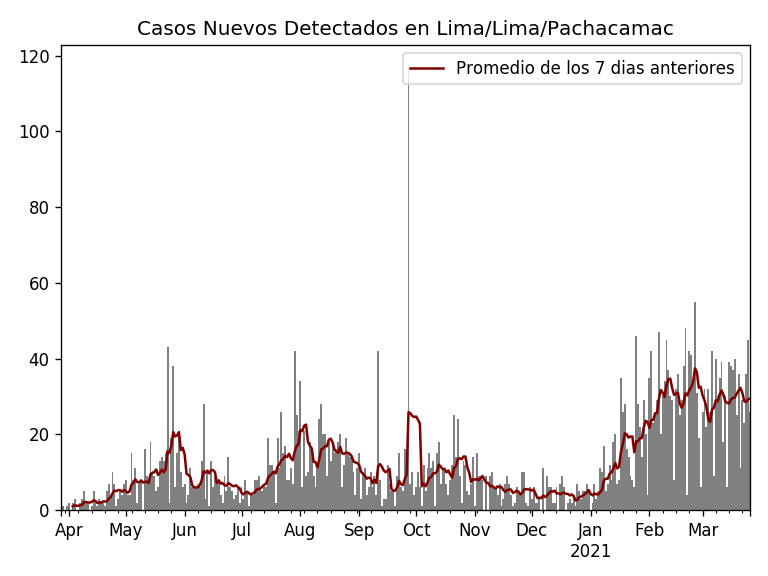 Casos Nuevos Detectados en Lima/Lima/Pachacamac
Promedio de los 7 dias anteriores
120
100
80
60
40
20
0
Apr May Jun Jul Aug Sep Oct Nov Dec Jan Feb Mar
2021